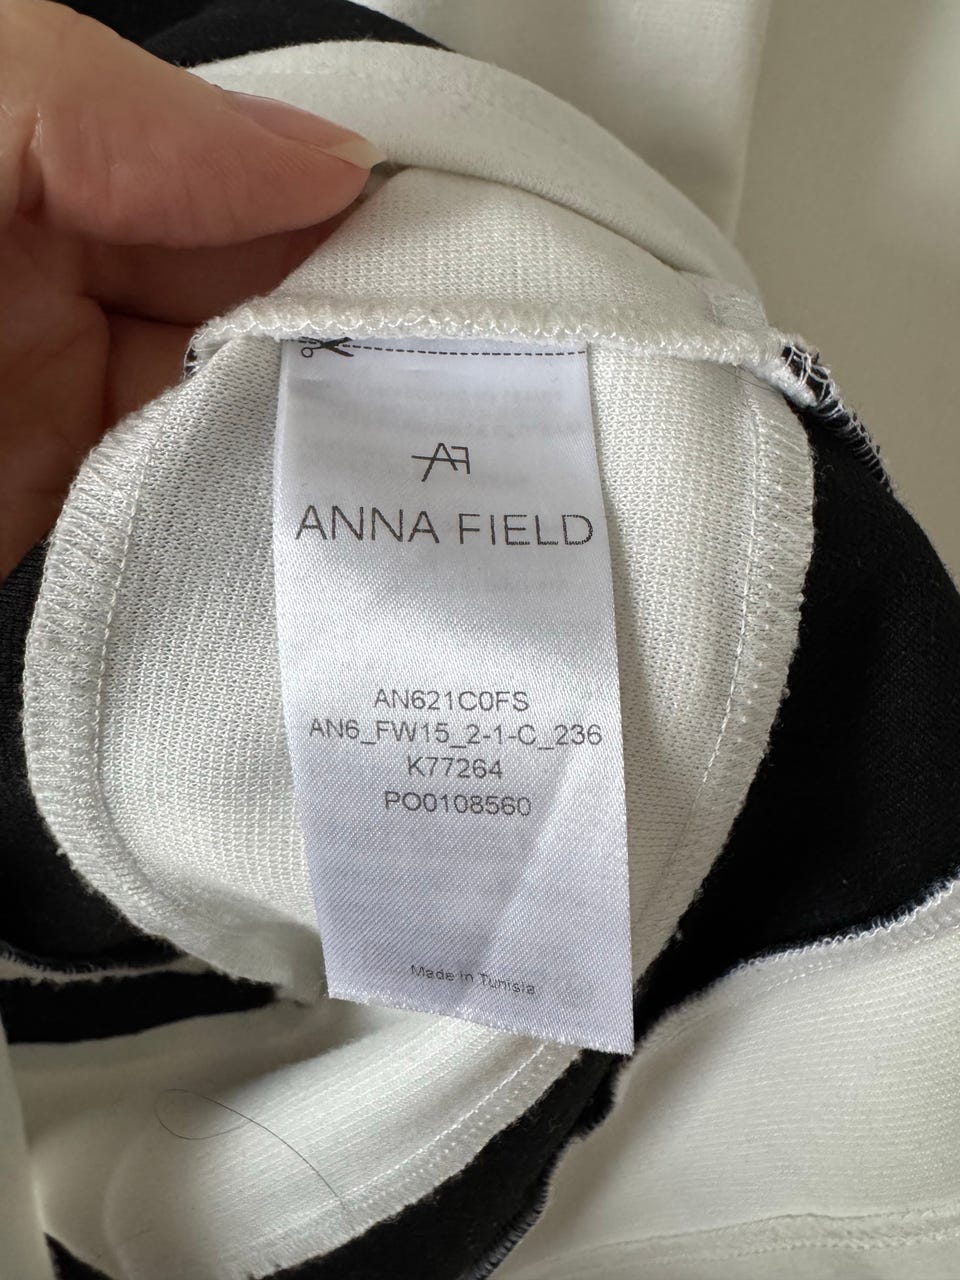 AF
ANNA FIELD
AN621C0FS
AN6_FW15_2-1-C_236
K77264
PO0108560
Made in Tunisia